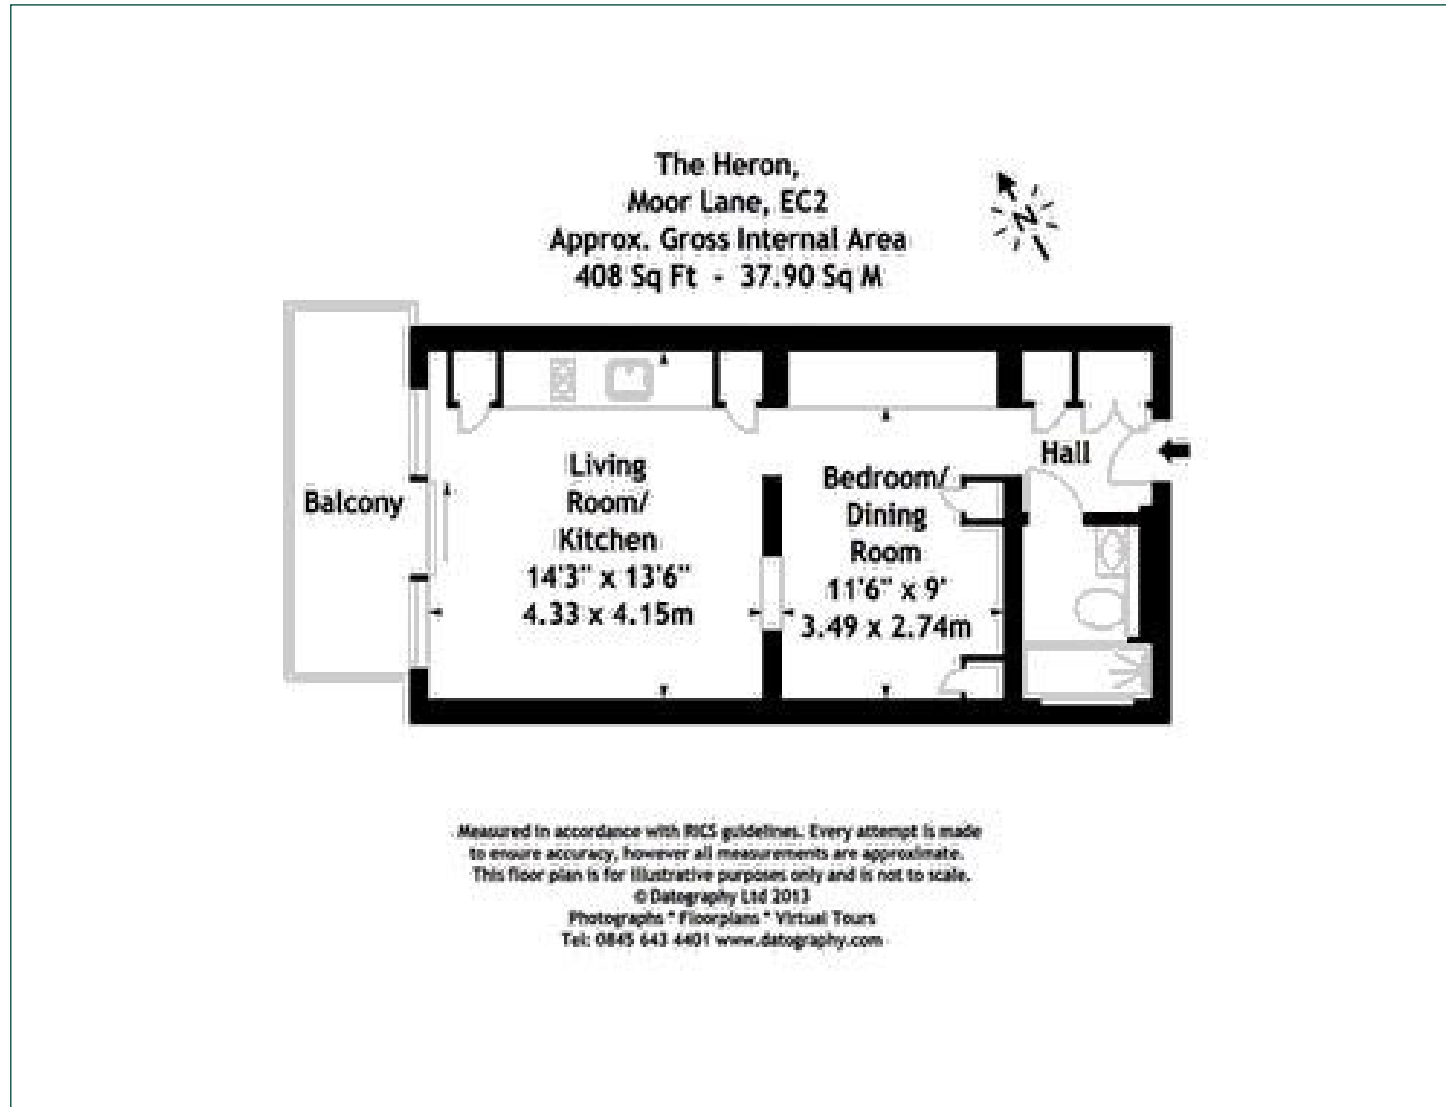 The Heron,
Moor Lane, EC2
Approx. Gross Internal Area
408 Sq Ft - 37.90 Sq M
N
Balcony
Living
Room/
Kitchen
14'3" x 13'6"
4.33 x 4.15m
Bedroom/
Dining
Room
11'6" x 9'
3.49 x 2.74m
Hall
Measured in accordance with RICS guidelines. Every attempt is made
to ensure accuracy, however all measurements are approximate.
This floor plan is for illustrative purposes only and is not to scale.
© Datography Ltd 2013
Photographs * Floorplans * Virtual Tours
Tel: 0845 643 4401 www.datography.com